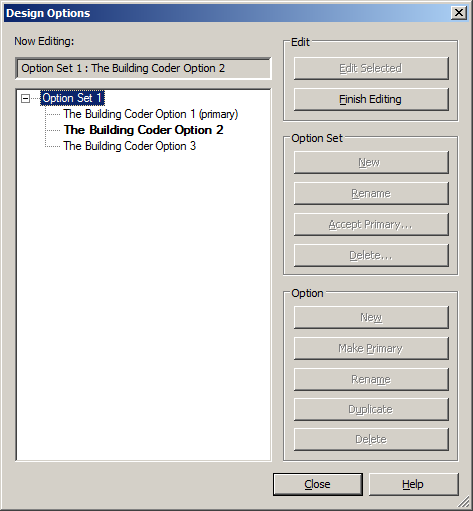 Design Options
Now Editing:
Option Set 1 : The Building Coder Option 2
Option Set 1
The Building Coder Option 1 (primary)
The Building Coder Option 2
The Building Coder Option 3
Edit
Edit Selected
Finish Editing
Option Set
New
Rename
Accept Primary...
Delete...
Option
New
Make Primary
Rename
Duplicate
Delete
Close
Help